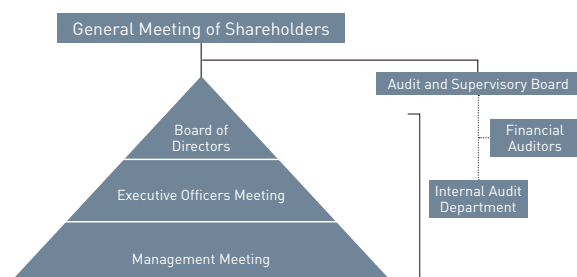 General Meeting of Shareholders
Audit and Supervisory Board
Board of
Directors
Financial
Auditors
Executive Officers Meeting
Internal Audit
Department
Management Meeting